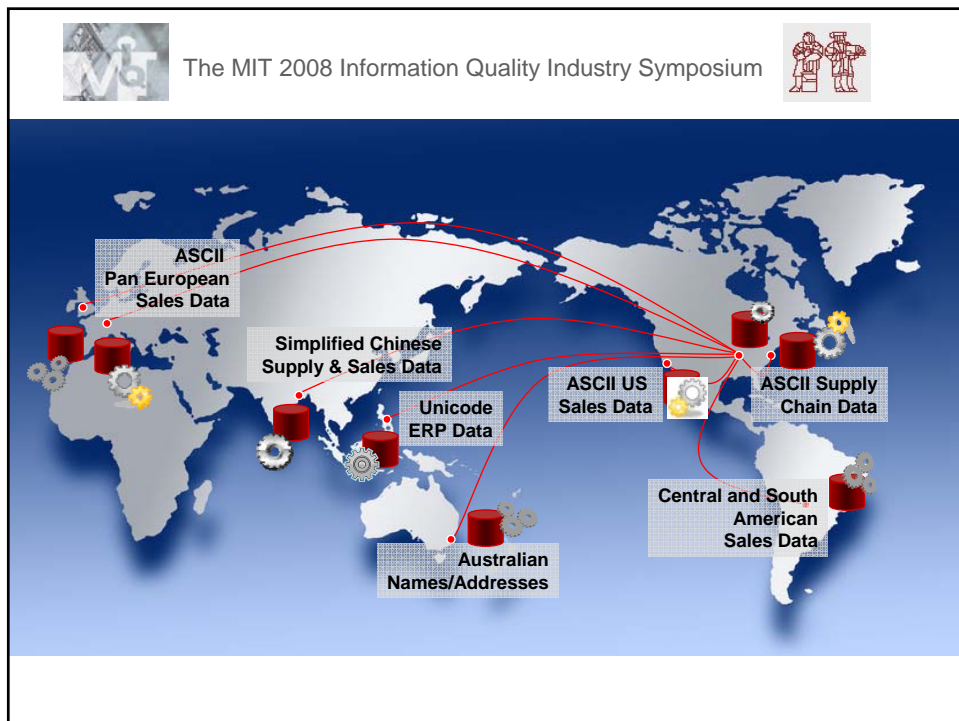 The MIT 2008 Information Quality Industry Symposium
ASCII
Pan European
Sales Data
Simplified Chinese
Supply & Sales Data
Unicode
ERP Data
Australian
Names/Addresses
ASCII US
Sales Data
ASCII Supply
Chain Data
Central and South
American
Sales Data